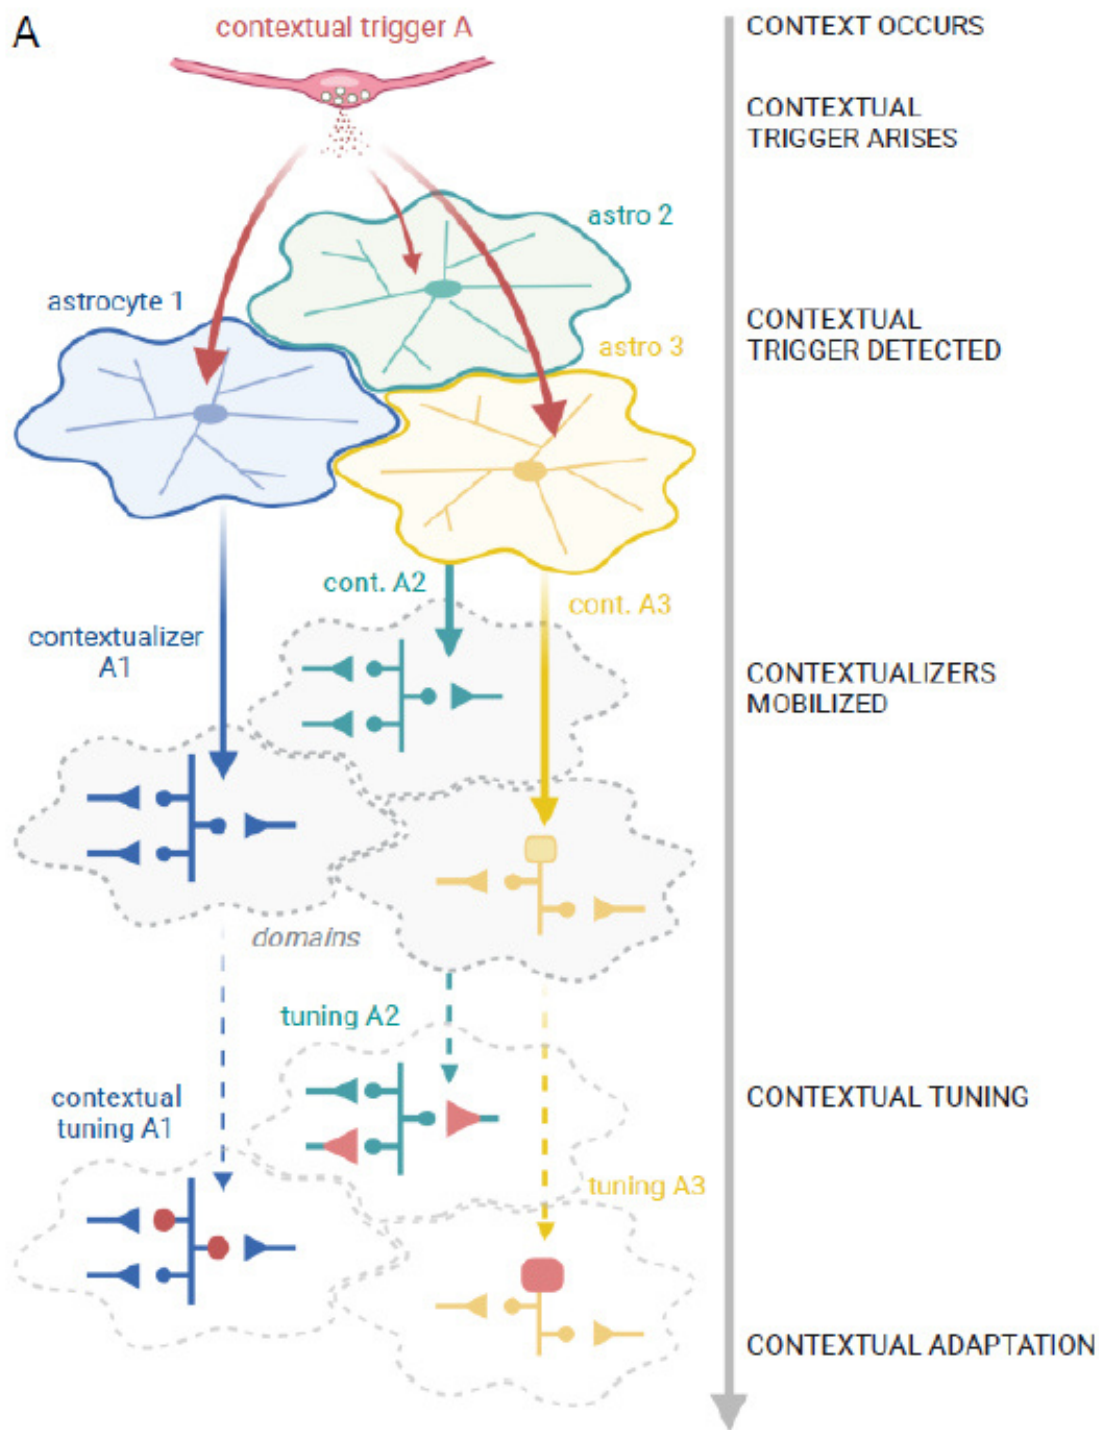 A
contextual trigger A
CONTEXT OCCURS
CONTEXTUAL
TRIGGER ARISES
astro 2
astrocyte 1
astro 3
CONTEXTUAL
TRIGGER DETECTED
cont. A2
cont. A3
contextualizer
A1
CONTEXTUALIZERS
MOBILIZED
domains
tuning A2
contextual
tuning A1
CONTEXTUAL TUNING
tuning A3
CONTEXTUAL ADAPTATION